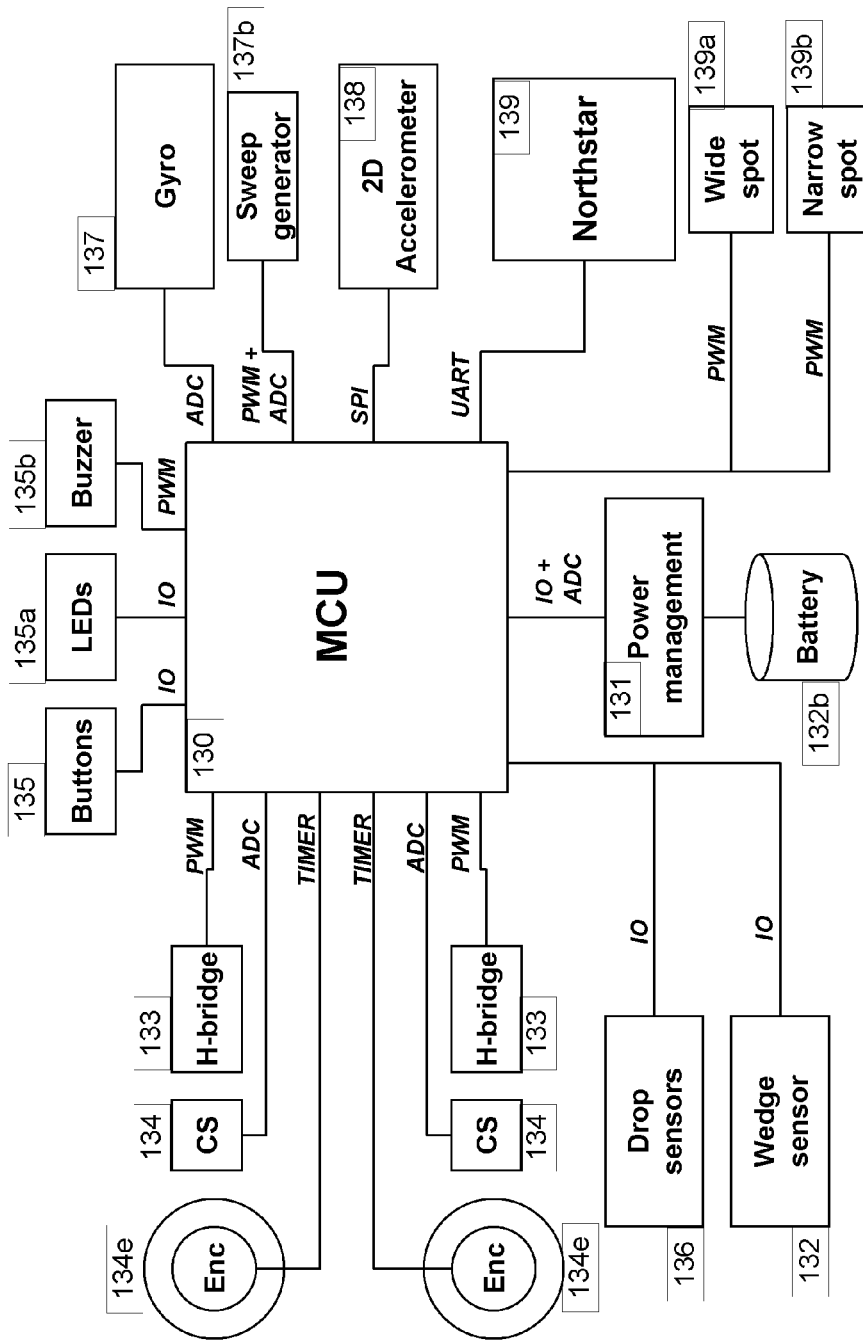 134e
Enc
134
CS
133
H-bridge
PWM
ADC
TIMER
135
Buttons
IO
135a
LEDs
IO
135b
Buzzer
PWM
137
Gyro
ADC
137b
Sweep
generator
PWM +
ADC
138
2D
Accelerometer
SPI
139
Northstar
UART
130
MCU
TIMER
ADC
PWM
133
H-bridge
134
CS
134e
Enc
136
Drop
sensors
IO
132
Wedge
sensor
IO
IO +
ADC
131
Power
management
132b
Battery
139a
Wide
spot
PWM
139b
Narrow
spot
PWM